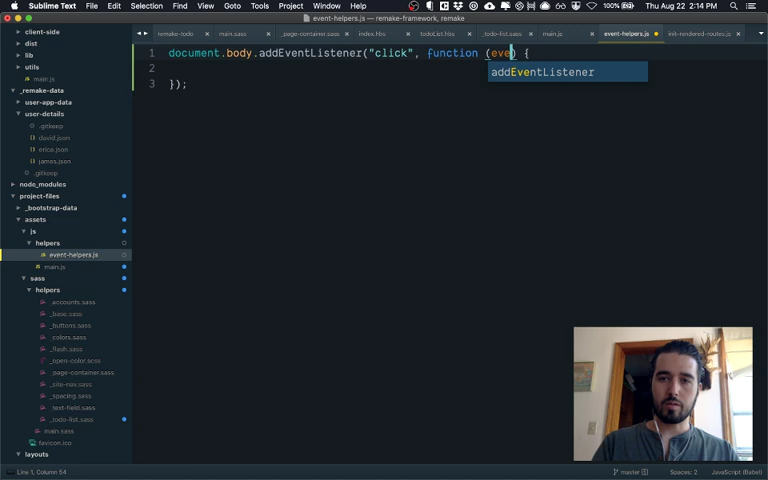 Sublime Text File Edit Selection Find View Goto Tools Project Window Help 100% Thu Aug 22 2:14 PM
event-helpers.js — remake-framework, remake
remake-todo main.sass _page-container.sass index.hbs todoList.hbs _todo-list.sass main.js event-helpers.js init-rendered-routes.js
client-side
dist
lib
utils
main.js
_remake-data
user-app-data
user-details
.gitkeep
david.json
erica.json
james.json
.gitkeep
node_modules
project-files
_bootstrap-data
assets
js
helpers
event-helpers.js
main.js
sass
helpers
_accounts.sass
_base.sass
_buttons.sass
_colors.sass
_flash.sass
_open-color.scss
_page-container.sass
_site-nav.sass
_spacing.sass
_text-field.sass
_todo-list.sass
main.sass
favicon.ico
layouts
1 document.body.addEventListener("click", function (eve) {
addEventListener
2
3 });
Line 1, Column 54 master Spaces: 2 JavaScript (Babel)